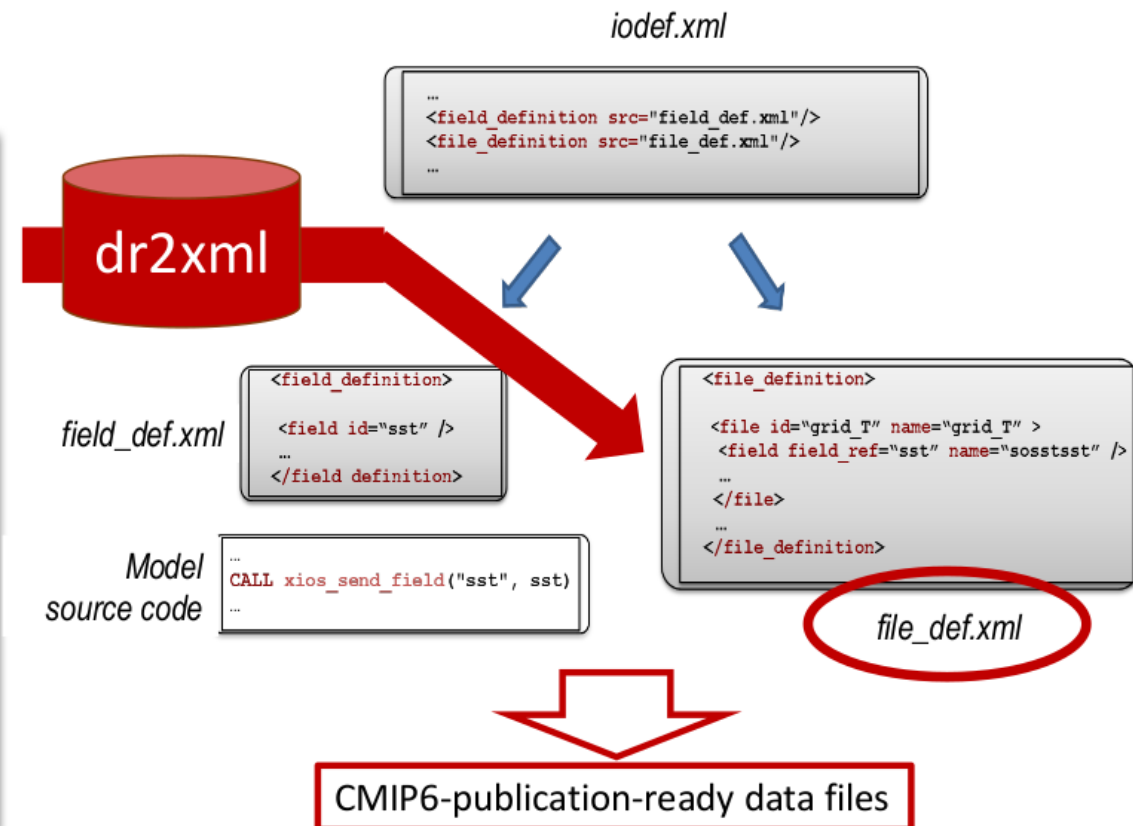 iodef.xml
...
<field_definition src="field_def.xml"/>
<file_definition src="file_def.xml"/>
...
dr2xml
field_def.xml
<field_definition>
<field id=“sst” />
...
</field definition>
<file_definition>
<file id=“grid_T” name=“grid_T” >
<field field_ref=“sst” name=“sosstsst” />
...
</file>
...
</file_definition>
file_def.xml
Model
source code
...
CALL xios_send_field("sst", sst)
...
CMIP6-publication-ready data files